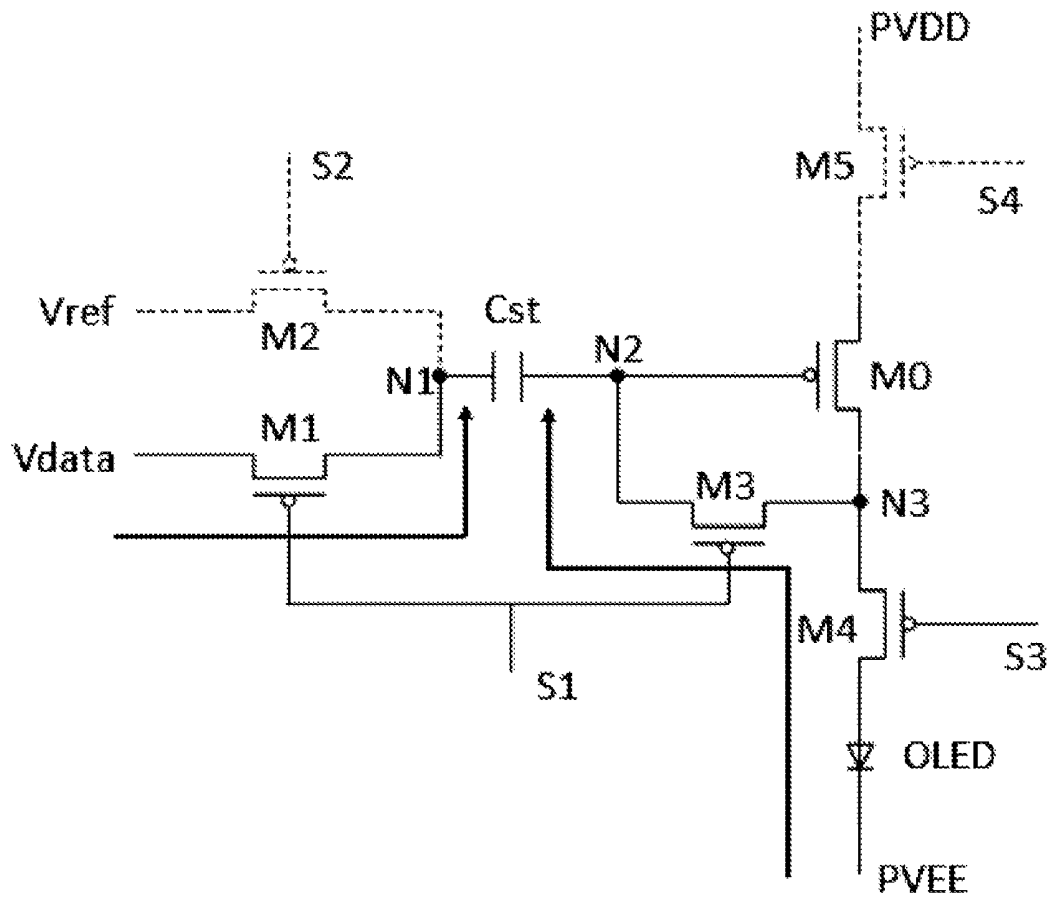 PVDD
M5
S4
S2
Vref
M2
Cst
N1
N2
M0
M1
Vdata
M3
N3
M4
S3
S1
OLED
PVEE